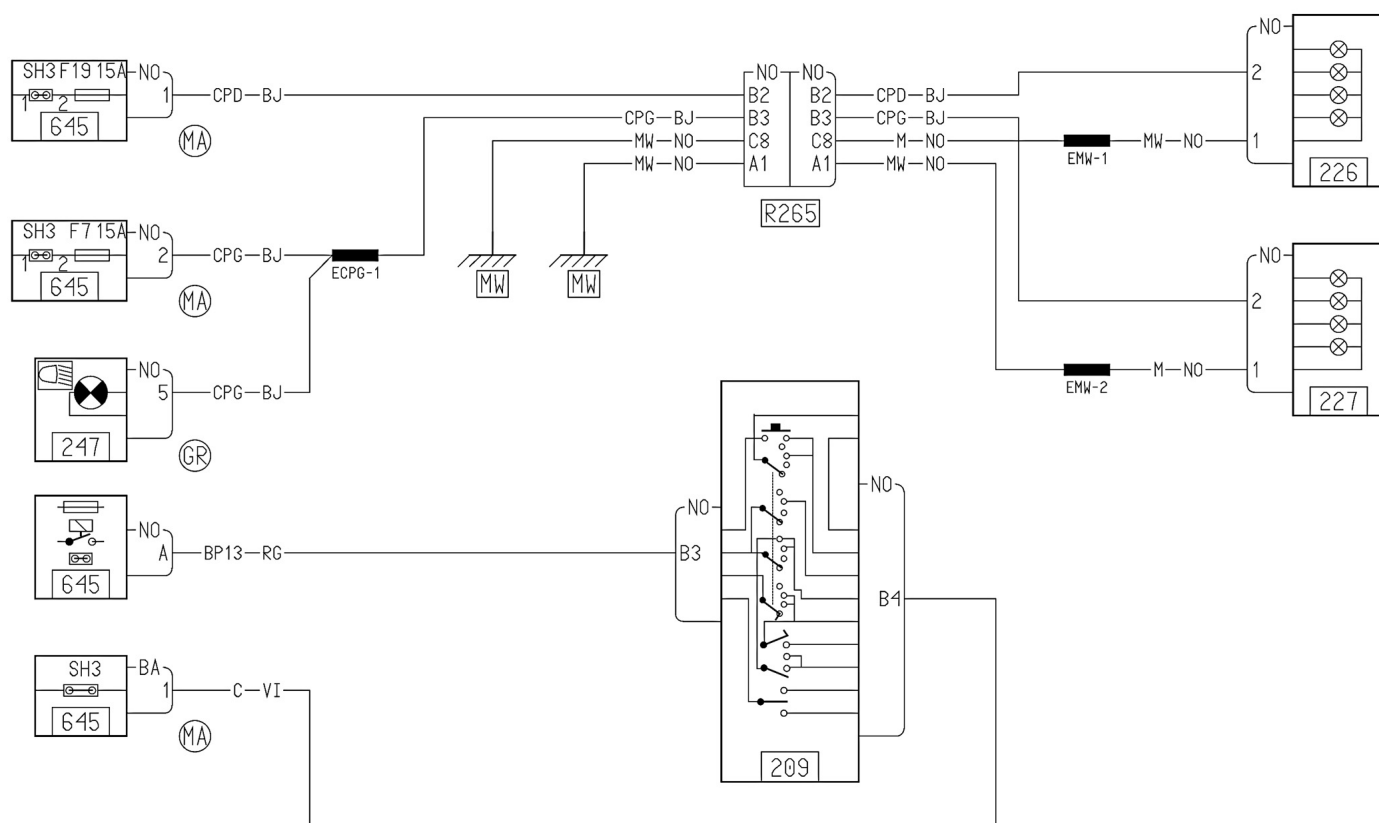 SH3 F19 15A NO
1 2 1 CPD BJ
645
MA
SH3 F7 15A NO
1 2 2 CPG BJ
645
MA
ECPG-1
NO
5 CPG BJ
247
GR
NO
A BP13 RG
645
SH3 BA
1 C VI
645
MA
NO NO
B2 B2 CPD BJ
CPG BJ B3 B3 CPG BJ
MW NO C8 C8 M NO
MW NO A1 A1 MW NO
R265
MW MW
EMW-1 MW NO
EMW-2 M NO
NO
2
1
226
NO
2
1
227
NO
B3
NO
B4
209